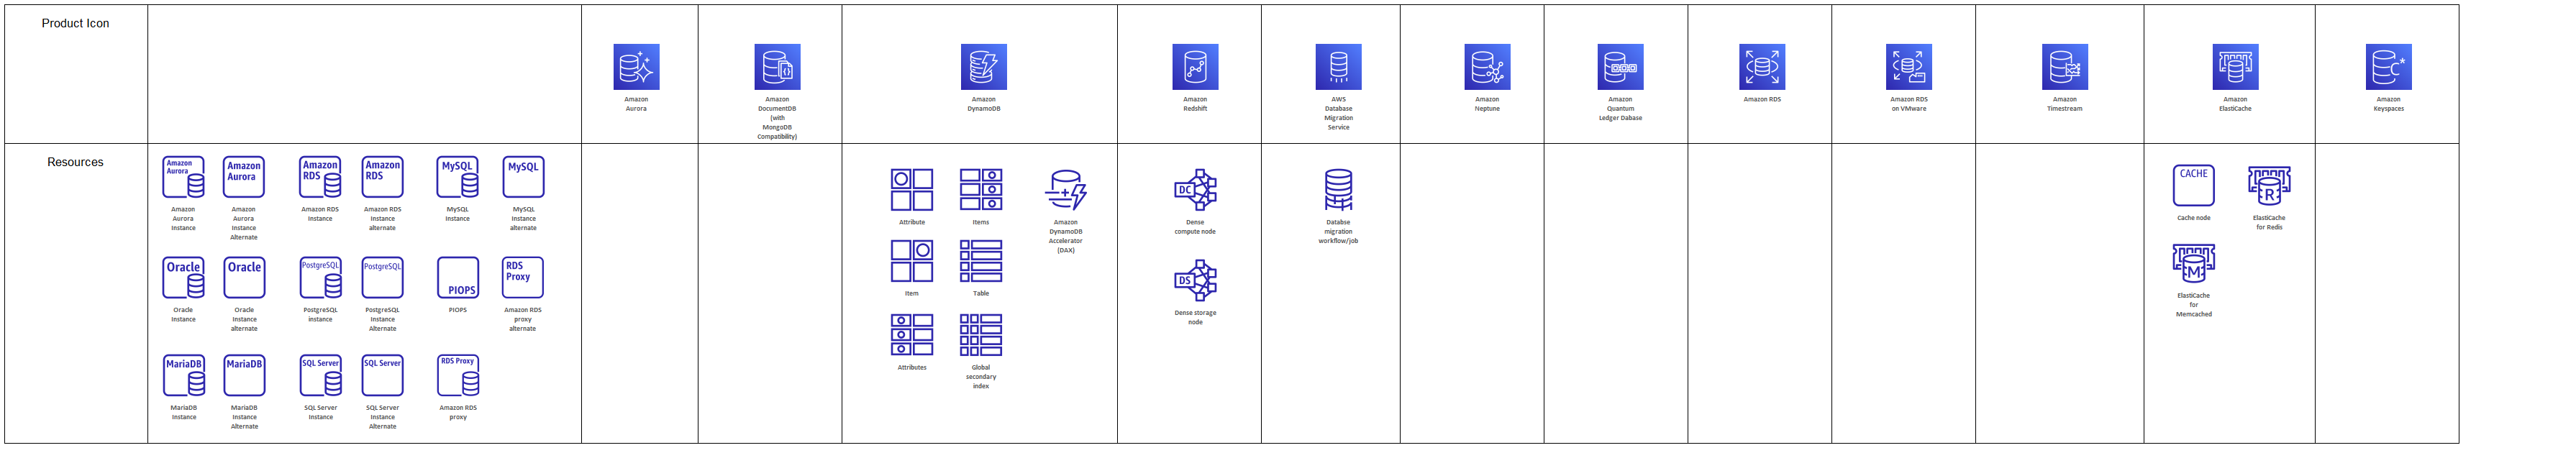 Product Icon
Amazon
Aurora
Amazon
DocumentDB
(with
MongoDB
Compatibility)
Amazon
DynamoDB
Amazon
Redshift
AWS
Database
Migration
Service
Amazon
Neptune
Amazon
Quantum
Ledger Dabase
Amazon RDS
Amazon RDS
on VMware
Amazon
Timestream
Amazon
ElastiCache
C*
Amazon
Keyspaces
Resources
Amazon
Aurora
Amazon
Aurora
Instance
Amazon
Aurora
Amazon
Aurora
Instance
Alternate
Amazon
RDS
Amazon RDS
Instance
Amazon
RDS
Amazon RDS
Instance
alternate
MySQL
MySQL
Instance
MySQL
MySQL
Instance
alternate
Oracle
Oracle
Instance
Oracle
Oracle
Instance
alternate
PostgreSQL
PostgreSQL
instance
PostgreSQL
PostgreSQL
Instance
Alternate
PIOPS
PIOPS
RDS
Proxy
Amazon RDS
proxy
alternate
MariaDB
MariaDB
Instance
MariaDB
MariaDB
Instance
Alternate
SQL Server
SQL Server
Instance
SQL Server
SQL Server
Instance
Alternate
RDS Proxy
Amazon RDS
proxy
Attribute
Items
Amazon
DynamoDB
Accelerator
(DAX)
Item
Table
Attributes
Global
secondary
index
DC
Dense
compute node
DS
Dense storage
node
Databse
migration
workflow/job
CACHE
Cache node
R
ElastiCache
for Redis
M
ElastiCache
for
Memcached